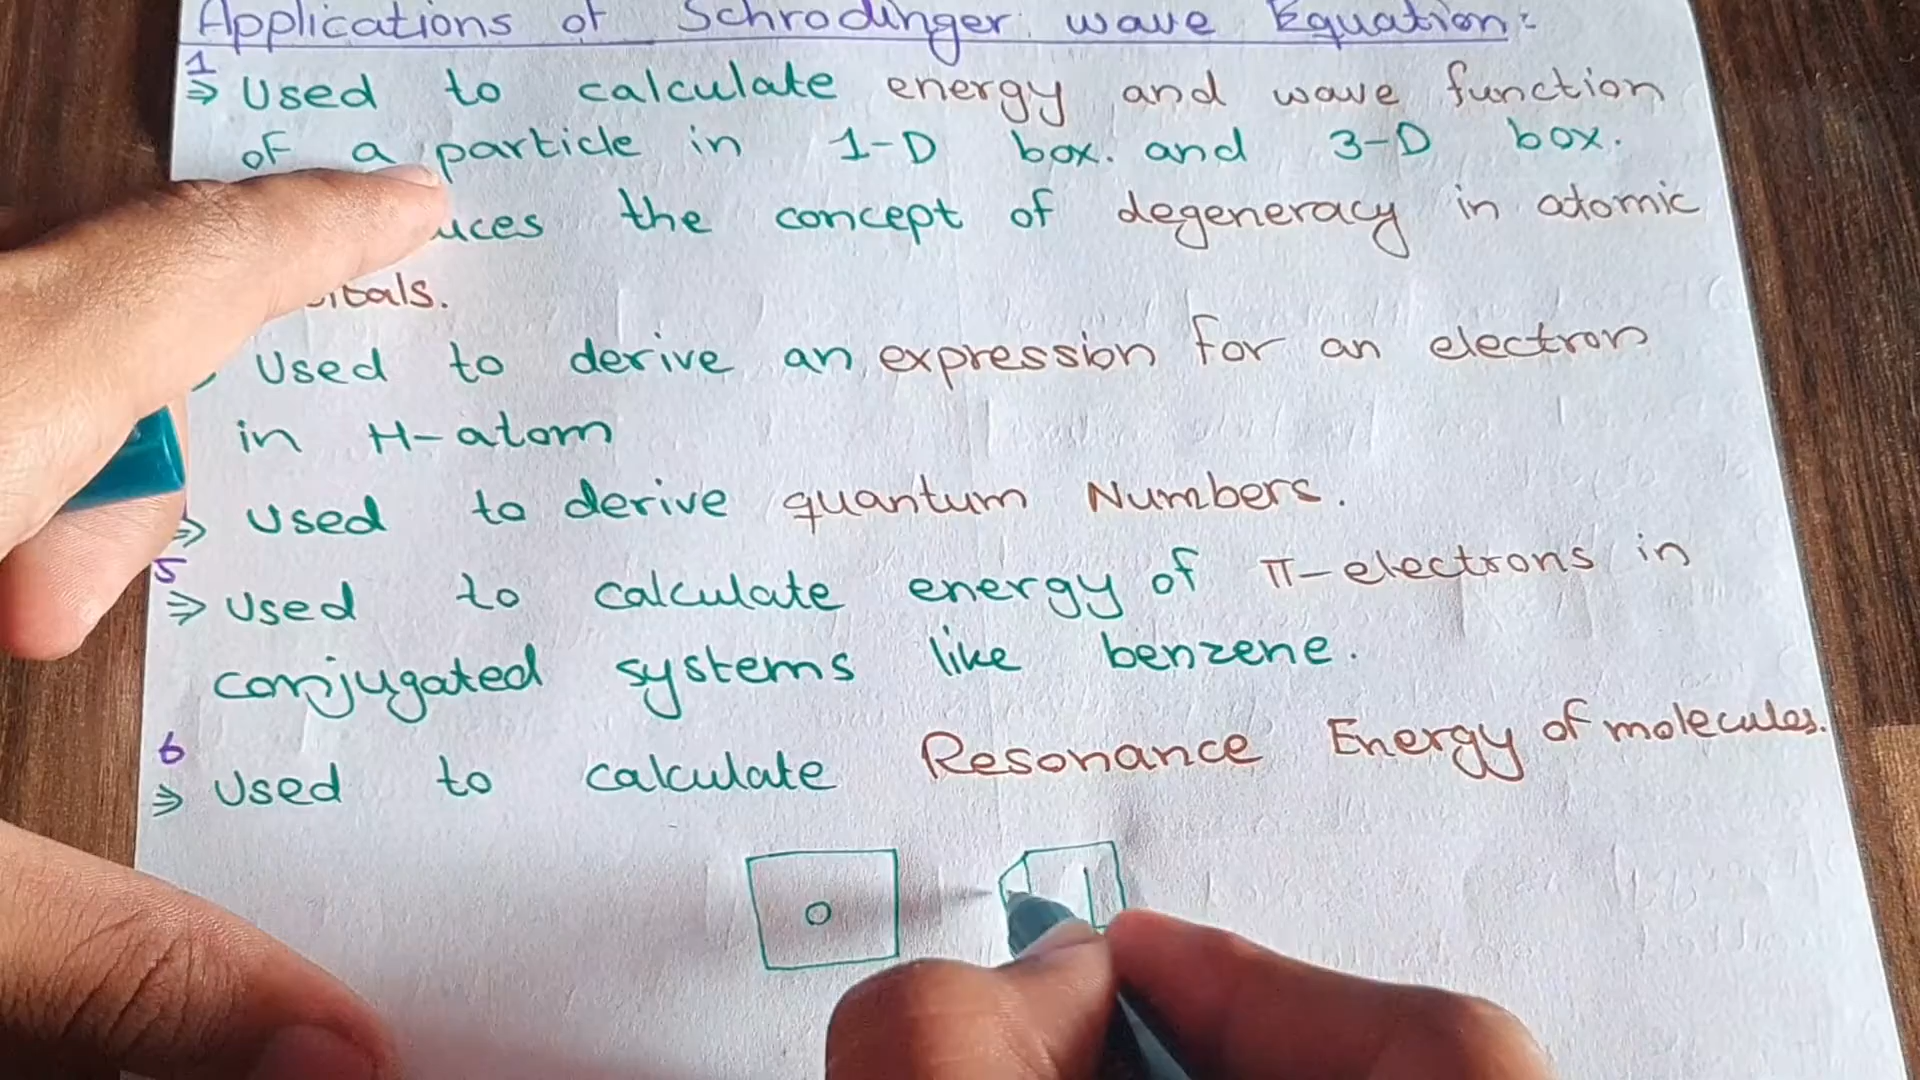 Applications of Schrodinger wave Equation:
1
⇒ Used to calculate energy and wave function
of a particle in 1-D box. and 3-D box.
the concept of degeneracy in atomic
Used to derive an expression for an electron
in H-atom
⇒ Used to derive quantum Numbers.
5
⇒ Used to calculate energy of π-electrons in
conjugated systems like benzene.
6
⇒ Used to calculate Resonance Energy of molecules.